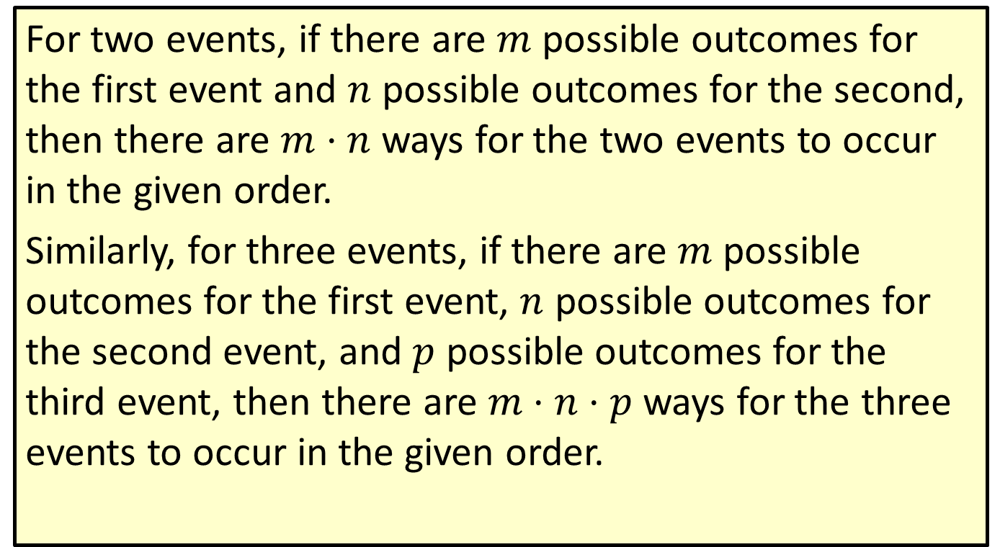 For two events, if there are 𝑚 possible outcomes for
the first event and 𝑛 possible outcomes for the second,
then there are 𝑚 · 𝑛 ways for the two events to occur
in the given order.
Similarly, for three events, if there are 𝑚 possible
outcomes for the first event, 𝑛 possible outcomes for
the second event, and 𝑝 possible outcomes for the
third event, then there are 𝑚 · 𝑛 · 𝑝 ways for the three
events to occur in the given order.